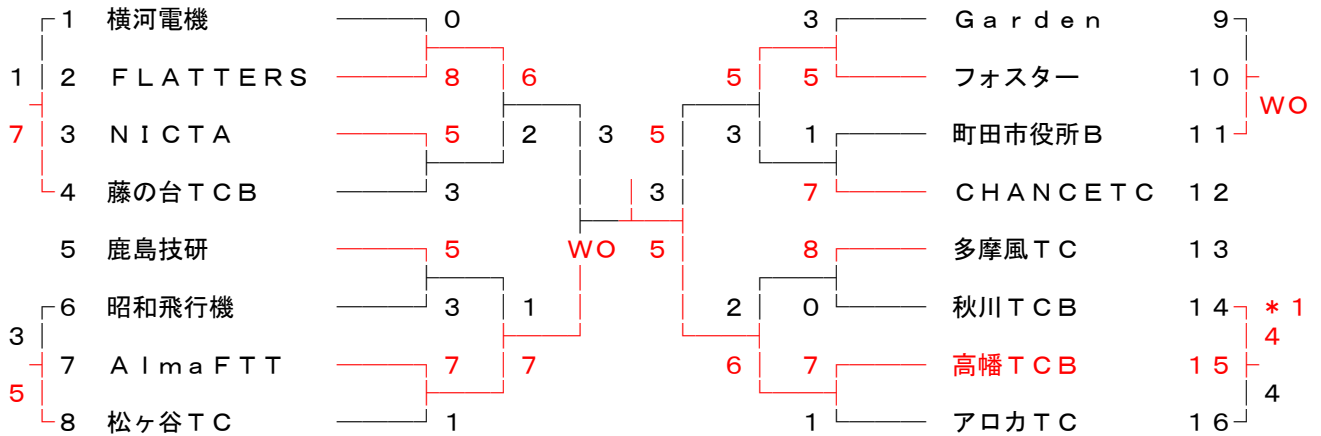 １ 横河電機 ０ ３ Ｇａｒｄｅｎ ９
１ ２ ＦＬＡＴＴＥＲＳ ８ ６ ５ ５ フォスター １０
ＷＯ
７ ３ ＮＩＣＴＡ ５ ２ ３ ５ ３ １ 町田市役所Ｂ １１
４ 藤の台ＴＣＢ ３ ３ ７ ＣＨＡＮＣＥＴＣ １２
５ 鹿島技研 ５ ＷＯ ５ ８ 多摩風ＴＣ １３
６ 昭和飛行機 ３ １ ２ ０ 秋川ＴＣＢ １４ ＊１
３ ４
７ ＡｌｍａＦＴＴ ７ ７ ６ ７ 高幡ＴＣＢ １５
５ ４
８ 松ヶ谷ＴＣ １ １ アロカＴＣ １６